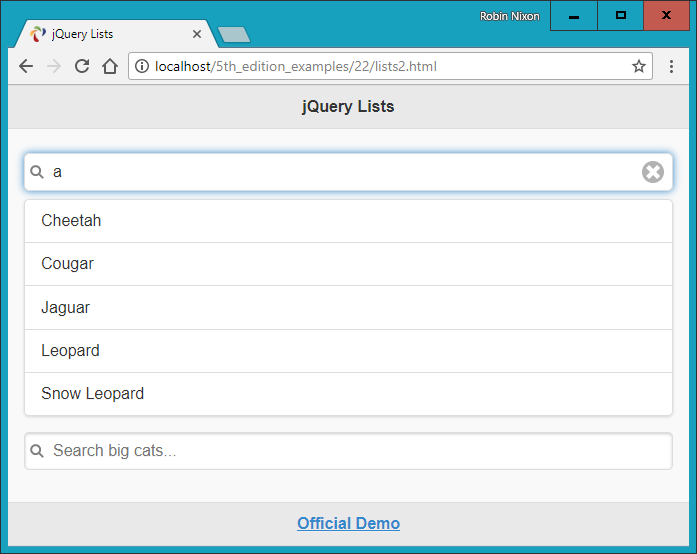 Robin Nixon
jQuery Lists
localhost/5th_edition_examples/22/lists2.html
jQuery Lists
a
Cheetah
Cougar
Jaguar
Leopard
Snow Leopard
Search big cats...
Official Demo